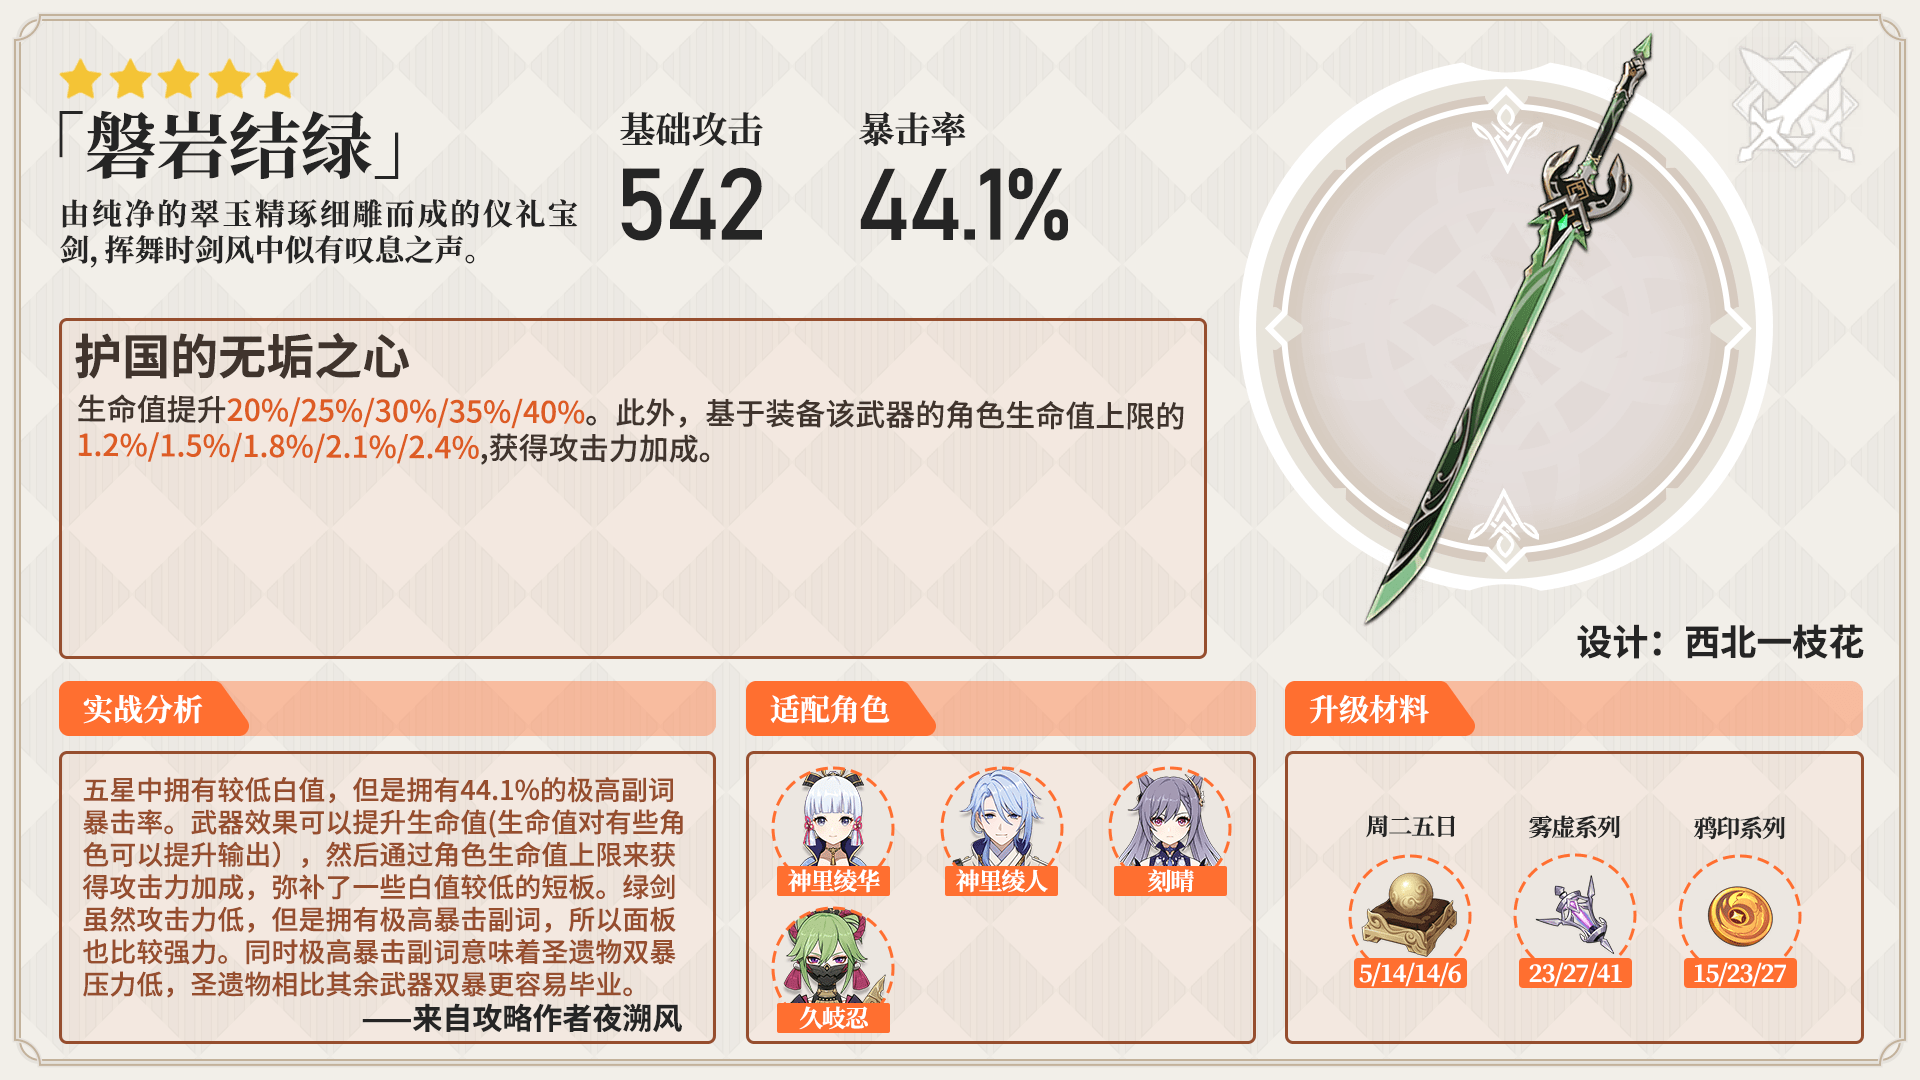 「磐岩结绿」
由纯净的翠玉精琢细雕而成的仪礼宝
剑,挥舞时剑风中似有叹息之声。
基础攻击
542
暴击率
44.1%
护国的无垢之心
生命值提升20%/25%/30%/35%/40%。此外，基于装备该武器的角色生命值上限的
1.2%/1.5%/1.8%/2.1%/2.4%,获得攻击力加成。
设计：西北一枝花
实战分析
五星中拥有较低白值，但是拥有44.1%的极高副词
暴击率。武器效果可以提升生命值(生命值对有些角
色可以提升输出），然后通过角色生命值上限来获
得攻击力加成，弥补了一些白值较低的短板。绿剑
虽然攻击力低，但是拥有极高暴击副词，所以面板
也比较强力。同时极高暴击副词意味着圣遗物双暴
压力低，圣遗物相比其余武器双暴更容易毕业。
——来自攻略作者夜溯风
适配角色
神里绫华
神里绫人
刻晴
久岐忍
升级材料
周二五日
雾虚系列
鸦印系列
5/14/14/6
23/27/41
15/23/27